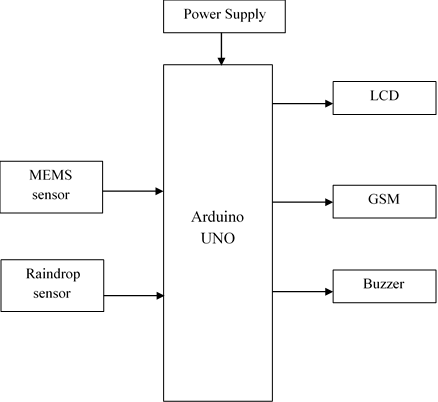 Power Supply
LCD
MEMS
sensor
GSM
Arduino
UNO
Raindrop
sensor
Buzzer